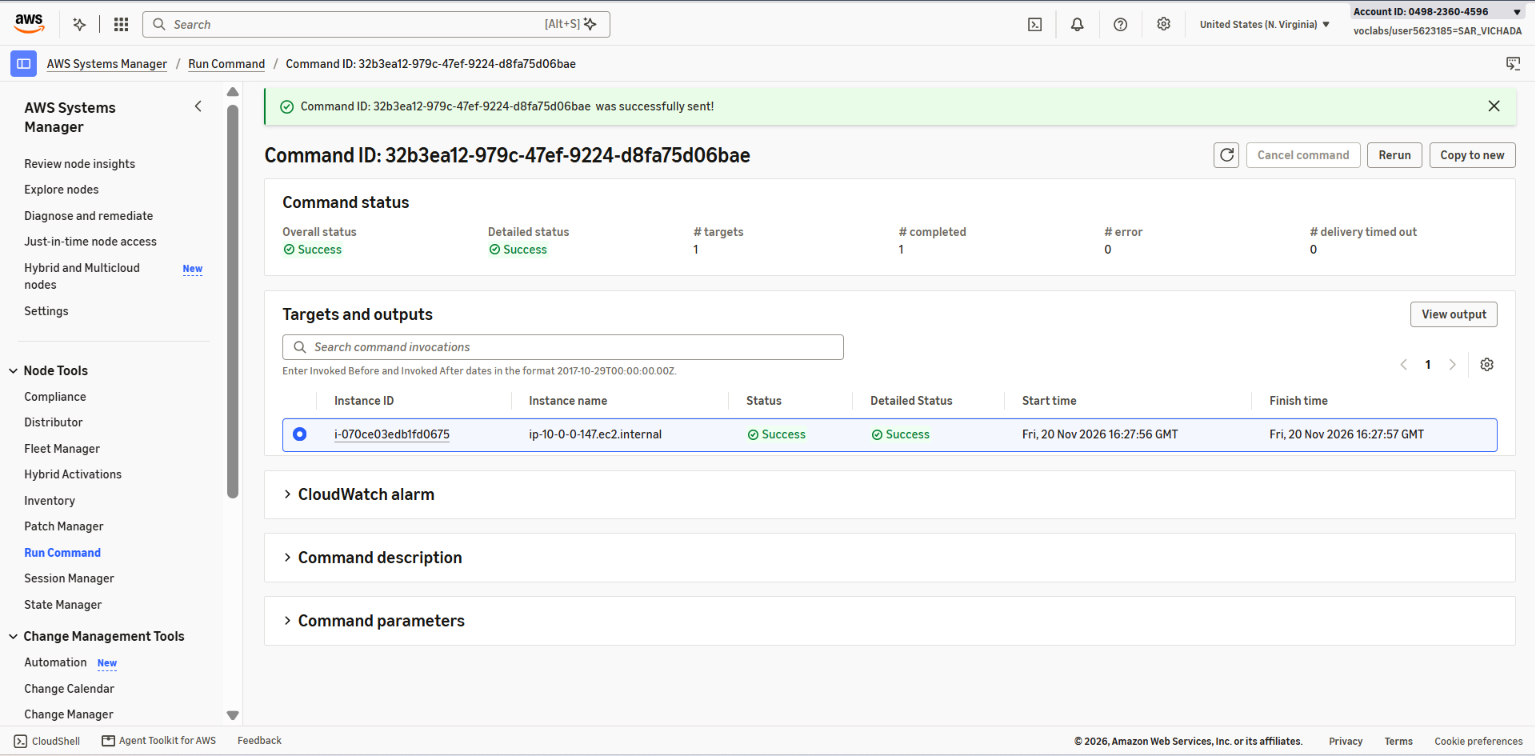 aws
Search [Alt+S]
United States (N. Virginia)
Account ID: 0498-2360-4596
voclabs/user5623185=SAR_VICHADA
AWS Systems Manager / Run Command / Command ID: 32b3ea12-979c-47ef-9224-d8fa75d06bae
AWS Systems
Manager
Review node insights
Explore nodes
Diagnose and remediate
Just-in-time node access
Hybrid and Multicloud
nodes
New
Settings
Node Tools
Compliance
Distributor
Fleet Manager
Hybrid Activations
Inventory
Patch Manager
Run Command
Session Manager
State Manager
Change Management Tools
Automation New
Change Calendar
Change Manager
Command ID: 32b3ea12-979c-47ef-9224-d8fa75d06bae was successfully sent!
Command ID: 32b3ea12-979c-47ef-9224-d8fa75d06bae
Cancel command Rerun Copy to new
Command status
Overall status Detailed status # targets # completed # error # delivery timed out
Success Success 1 1 0 0
Targets and outputs
View output
Search command invocations
Enter Invoked Before and Invoked After dates in the format 2017-10-29T00:00:00.00Z.
1
Instance ID Instance name Status Detailed Status Start time Finish time
i-070ce03edb1fd0675 ip-10-0-0-147.ec2.internal Success Success Fri, 20 Nov 2026 16:27:56 GMT Fri, 20 Nov 2026 16:27:57 GMT
CloudWatch alarm
Command description
Command parameters
CloudShell Agent Toolkit for AWS Feedback
© 2026, Amazon Web Services, Inc. or its affiliates. Privacy Terms Cookie preferences